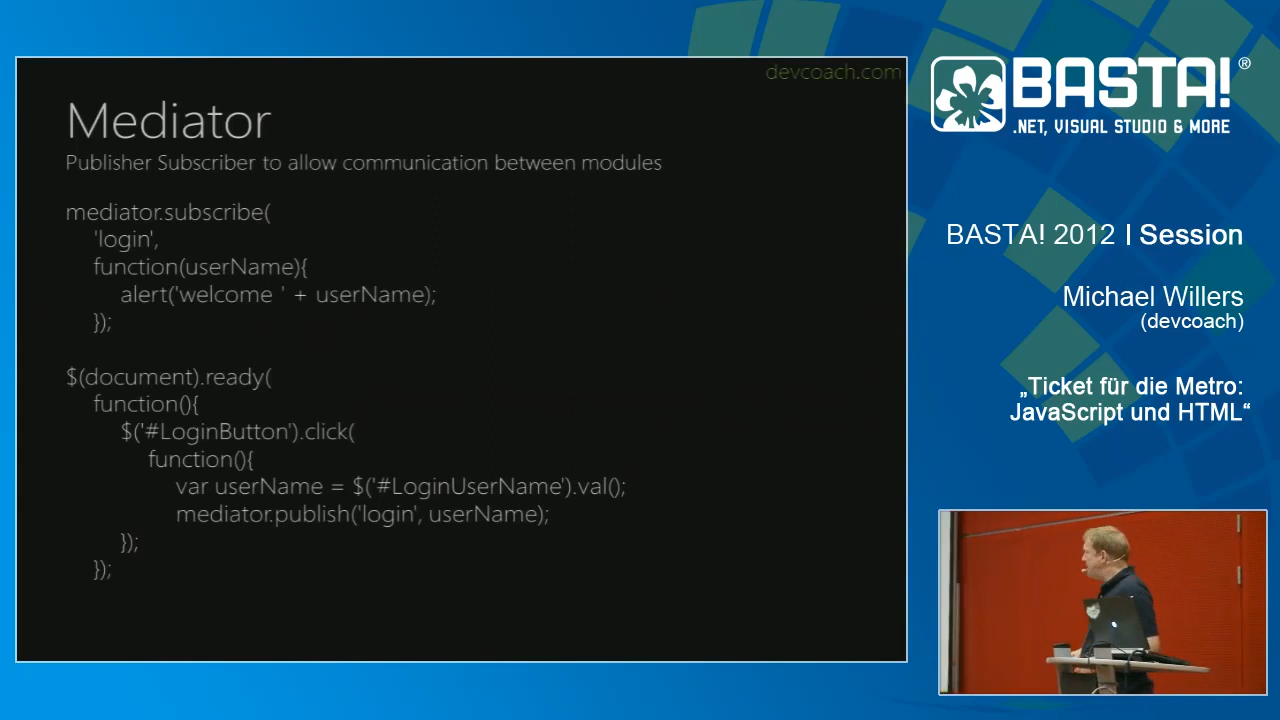 devcoach.com
Mediator
Publisher Subscriber to allow communication between modules
mediator.subscribe(
'login',
function(userName){
alert('welcome ' + userName);
});
$(document).ready(
function(){
$('#LoginButton').click(
function(){
var userName = $('#LoginUserName').val();
mediator.publish('login', userName);
});
});
BASTA!®
.NET, VISUAL STUDIO & MORE
BASTA! 2012 | Session
Michael Willers
(devcoach)
„Ticket für die Metro:
JavaScript und HTML“